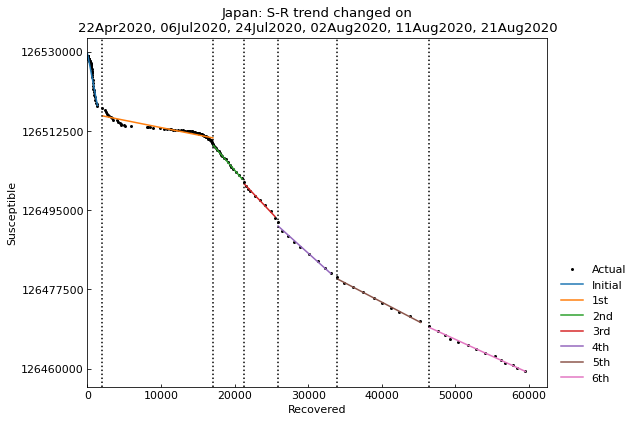 Japan: S-R trend changed on
22Apr2020, 06Jul2020, 24Jul2020, 02Aug2020, 11Aug2020, 21Aug2020
126530000
126512500
126495000
126477500
126460000
Susceptible
0 10000 20000 30000 40000 50000 60000
Recovered
Actual
Initial
1st
2nd
3rd
4th
5th
6th